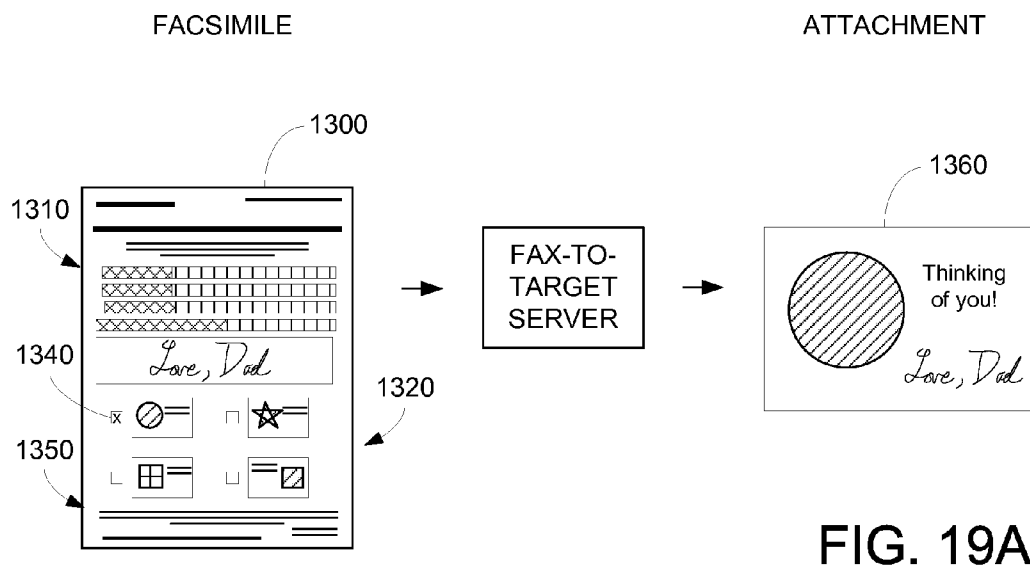 FACSIMILE
ATTACHMENT
1300
1310
1340
1350
1320
Love, Dad
X
FAX-TO-
TARGET
SERVER
1360
Thinking
of you!
Love, Dad
FIG. 19A